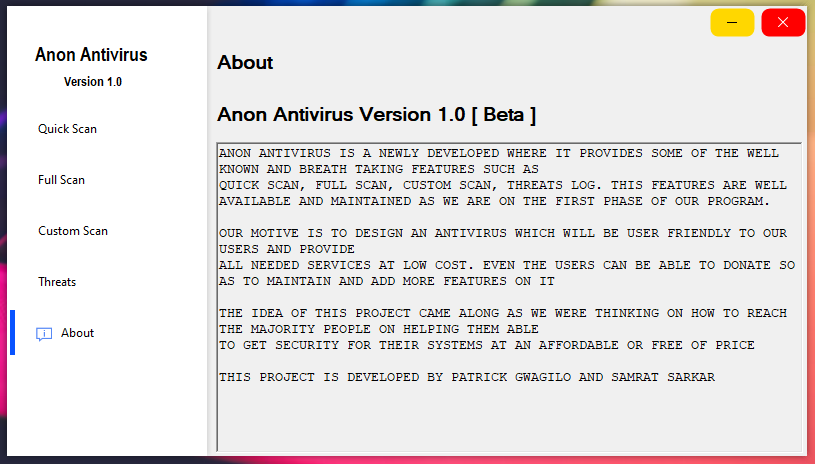 Anon Antivirus
Version 1.0
Quick Scan
Full Scan
Custom Scan
Threats
About
About
Anon Antivirus Version 1.0 [ Beta ]
ANON ANTIVIRUS IS A NEWLY DEVELOPED WHERE IT PROVIDES SOME OF THE WELL
KNOWN AND BREATH TAKING FEATURES SUCH AS
QUICK SCAN, FULL SCAN, CUSTOM SCAN, THREATS LOG. THIS FEATURES ARE WELL
AVAILABLE AND MAINTAINED AS WE ARE ON THE FIRST PHASE OF OUR PROGRAM.
OUR MOTIVE IS TO DESIGN AN ANTIVIRUS WHICH WILL BE USER FRIENDLY TO OUR
USERS AND PROVIDE
ALL NEEDED SERVICES AT LOW COST. EVEN THE USERS CAN BE ABLE TO DONATE SO
AS TO MAINTAIN AND ADD MORE FEATURES ON IT
THE IDEA OF THIS PROJECT CAME ALONG AS WE WERE THINKING ON HOW TO REACH
THE MAJORITY PEOPLE ON HELPING THEM ABLE
TO GET SECURITY FOR THEIR SYSTEMS AT AN AFFORDABLE OR FREE OF PRICE
THIS PROJECT IS DEVELOPED BY PATRICK GWAGILO AND SAMRAT SARKAR